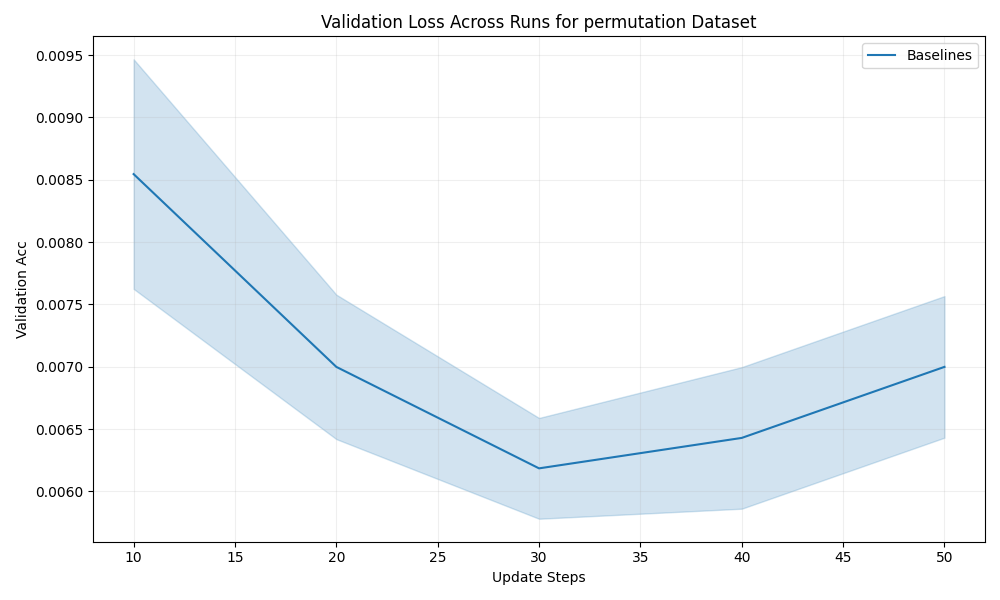 Validation Loss Across Runs for permutation Dataset
Baselines
Validation Acc
0.0095
0.0090
0.0085
0.0080
0.0075
0.0070
0.0065
0.0060
10 15 20 25 30 35 40 45 50
Update Steps